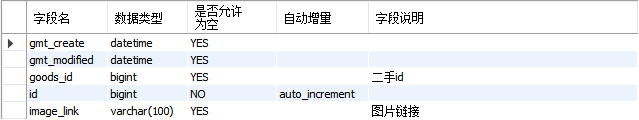 字段名 数据类型 是否允许为空 自动增量 字段说明
gmt_create datetime YES
gmt_modified datetime YES
goods_id bigint YES 二手id
id bigint NO auto_increment
image_link varchar(100) YES 图片链接